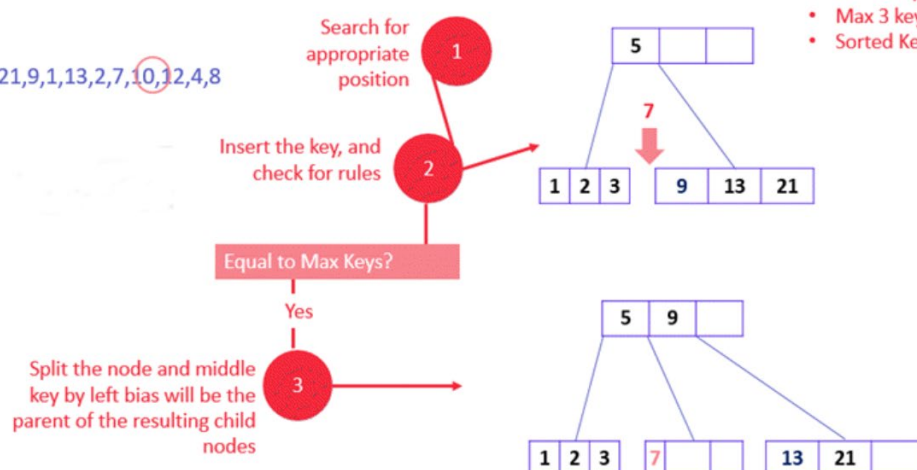 21,9,1,13,2,7,10,12,4,8
Search for
appropriate
position
1
Insert the key, and
check for rules
2
Equal to Max Keys?
Yes
Split the node and middle
key by left bias will be the
parent of the resulting child
nodes
3
• Max 3 key
• Sorted Ke
5
7
1 2 3
9 13 21
5 9
1 2 3
7
13 21